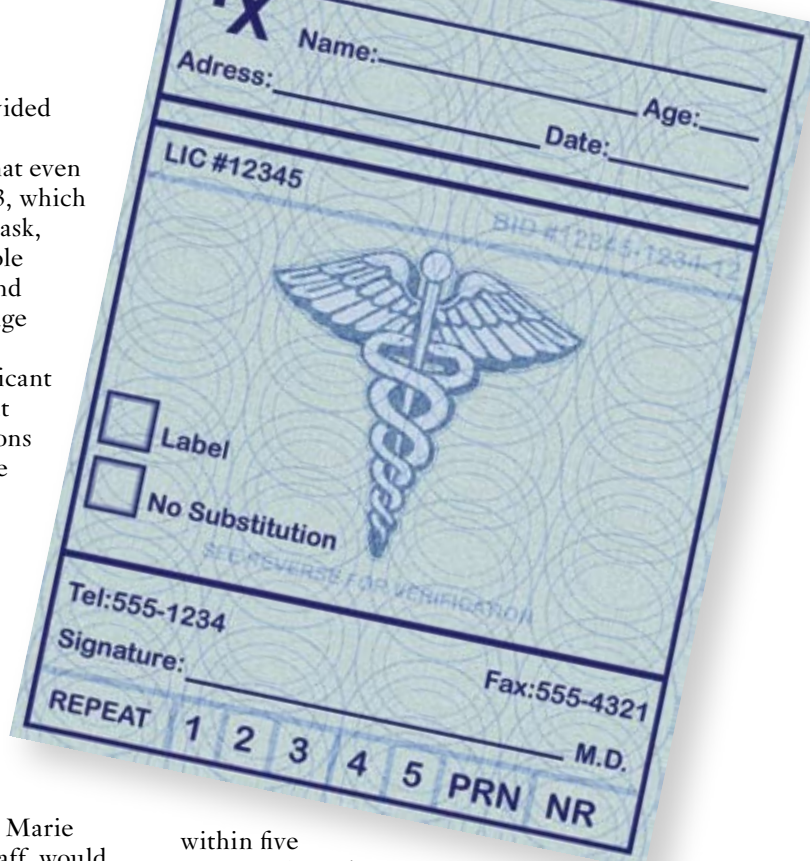 Rx
Name:
Age:
Adress:
Date:
LIC #12345
BID #12345-1234-12
Label
No Substitution
SEE REVERSE FOR VERIFICATION
Tel:555-1234
Fax:555-4321
Signature:
M.D.
REPEAT 1 2 3 4 5 PRN NR
vided
at even
3, which
ask,
ple
nd
ge
icant
t
ons
e
Marie
aff, would
within five